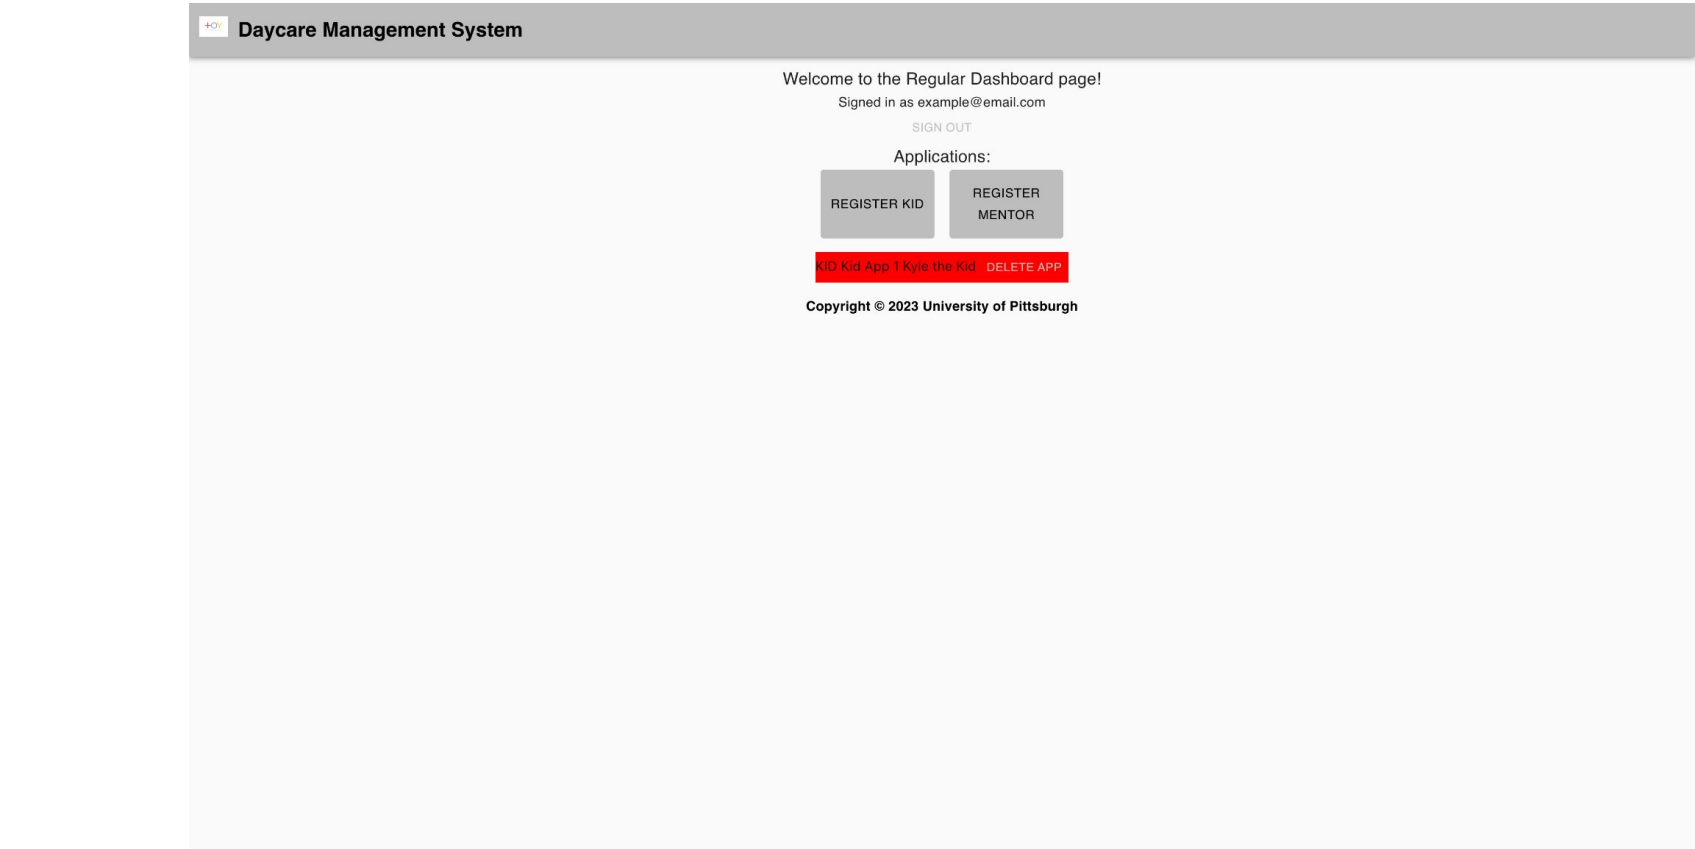 +OY
Daycare Management System
Welcome to the Regular Dashboard page!
Signed in as example@email.com
SIGN OUT
Applications:
REGISTER KID
REGISTER
MENTOR
KID Kid App 1 Kyle the Kid DELETE APP
Copyright © 2023 University of Pittsburgh